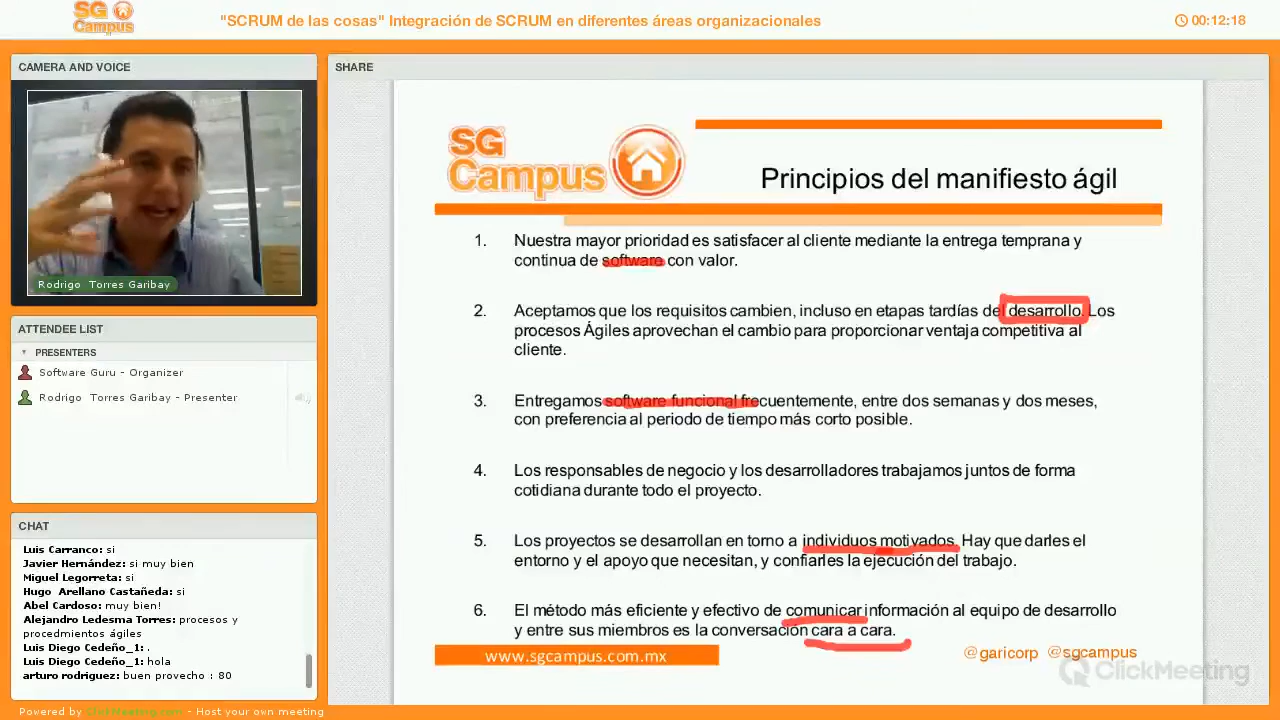 SG Campus
"SCRUM de las cosas" Integración de SCRUM en diferentes áreas organizacionales
00:12:18
CAMERA AND VOICE
Rodrigo Torres Garibay
ATTENDEE LIST
PRESENTERS
Software Guru - Organizer
Rodrigo Torres Garibay - Presenter
CHAT
Luis Carranco: si
Javier Hernández: si muy bien
Miguel Legorreta: si
Hugo Arellano Castañeda: si
Abel Cardoso: muy bien!
Alejandro Ledesma Torres: procesos y
procedmientos ágiles
Luis Diego Cedeño_1: .
Luis Diego Cedeño_1: hola
arturo rodriguez: buen provecho : 80
Powered by ClickMeeting.com - Host your own meeting
SHARE
SG Campus
Principios del manifiesto ágil
1. Nuestra mayor prioridad es satisfacer al cliente mediante la entrega temprana y
continua de software con valor.
2. Aceptamos que los requisitos cambien, incluso en etapas tardías del desarrollo. Los
procesos Ágiles aprovechan el cambio para proporcionar ventaja competitiva al
cliente.
3. Entregamos software funcional frecuentemente, entre dos semanas y dos meses,
con preferencia al periodo de tiempo más corto posible.
4. Los responsables de negocio y los desarrolladores trabajamos juntos de forma
cotidiana durante todo el proyecto.
5. Los proyectos se desarrollan en torno a individuos motivados. Hay que darles el
entorno y el apoyo que necesitan, y confiarles la ejecución del trabajo.
6. El método más eficiente y efectivo de comunicar información al equipo de desarrollo
y entre sus miembros es la conversación cara a cara.
www.sgcampus.com.mx
@garicorp @sgcampus
ClickMeeting